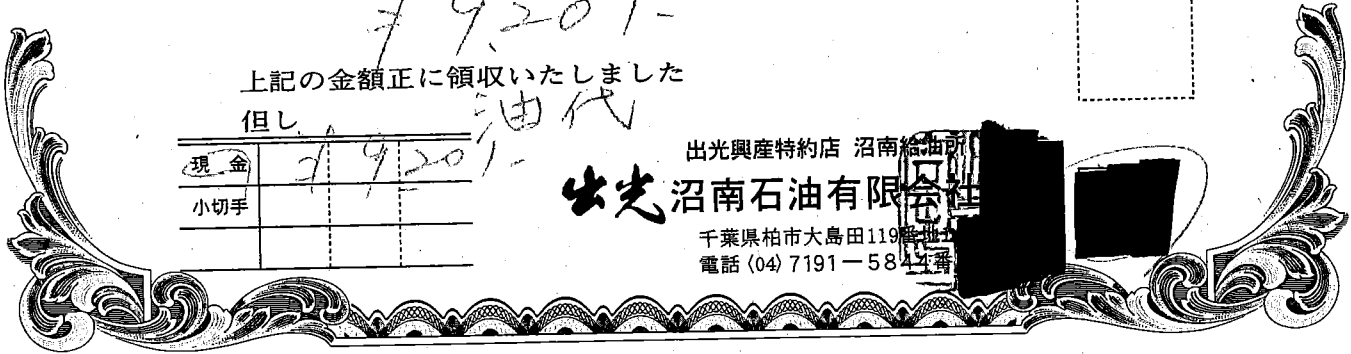 ¥9,201-
上記の金額正に領収いたしました
但し 油代
現金 ¥9,201-
小切手
出光興産特約店 沼南給油所
出光 沼南石油有限会社
千葉県柏市大島田119番地
電話(04)7191-5844番